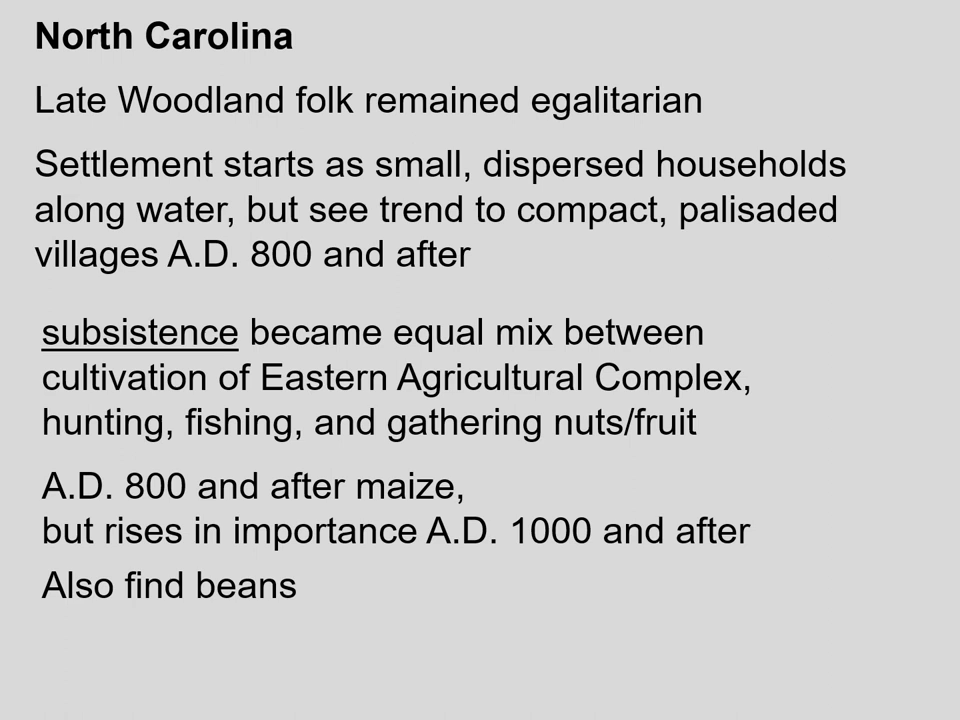 North Carolina
Late Woodland folk remained egalitarian
Settlement starts as small, dispersed households
along water, but see trend to compact, palisaded
villages A.D. 800 and after
subsistence became equal mix between
cultivation of Eastern Agricultural Complex,
hunting, fishing, and gathering nuts/fruit
A.D. 800 and after maize,
but rises in importance A.D. 1000 and after
Also find beans